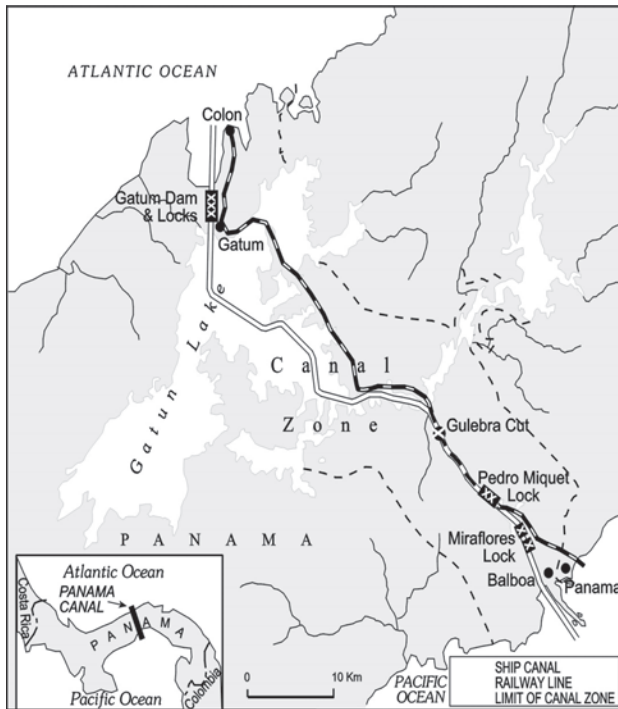 ATLANTIC OCEAN
Colon
Gatum Dam
& Locks
Gatum
Gatun Lake
Canal
Zone
Gulebra Cut
Pedro Miquet
Lock
Miraflores
Lock
Balboa
Panama
PANAMA
Atlantic Ocean
PANAMA
CANAL
Costa Rica
PANAMA
Colombia
Pacific Ocean
0 10 Km
PACIFIC
OCEAN
SHIP CANAL
RAILWAY LINE
LIMIT OF CANAL ZONE